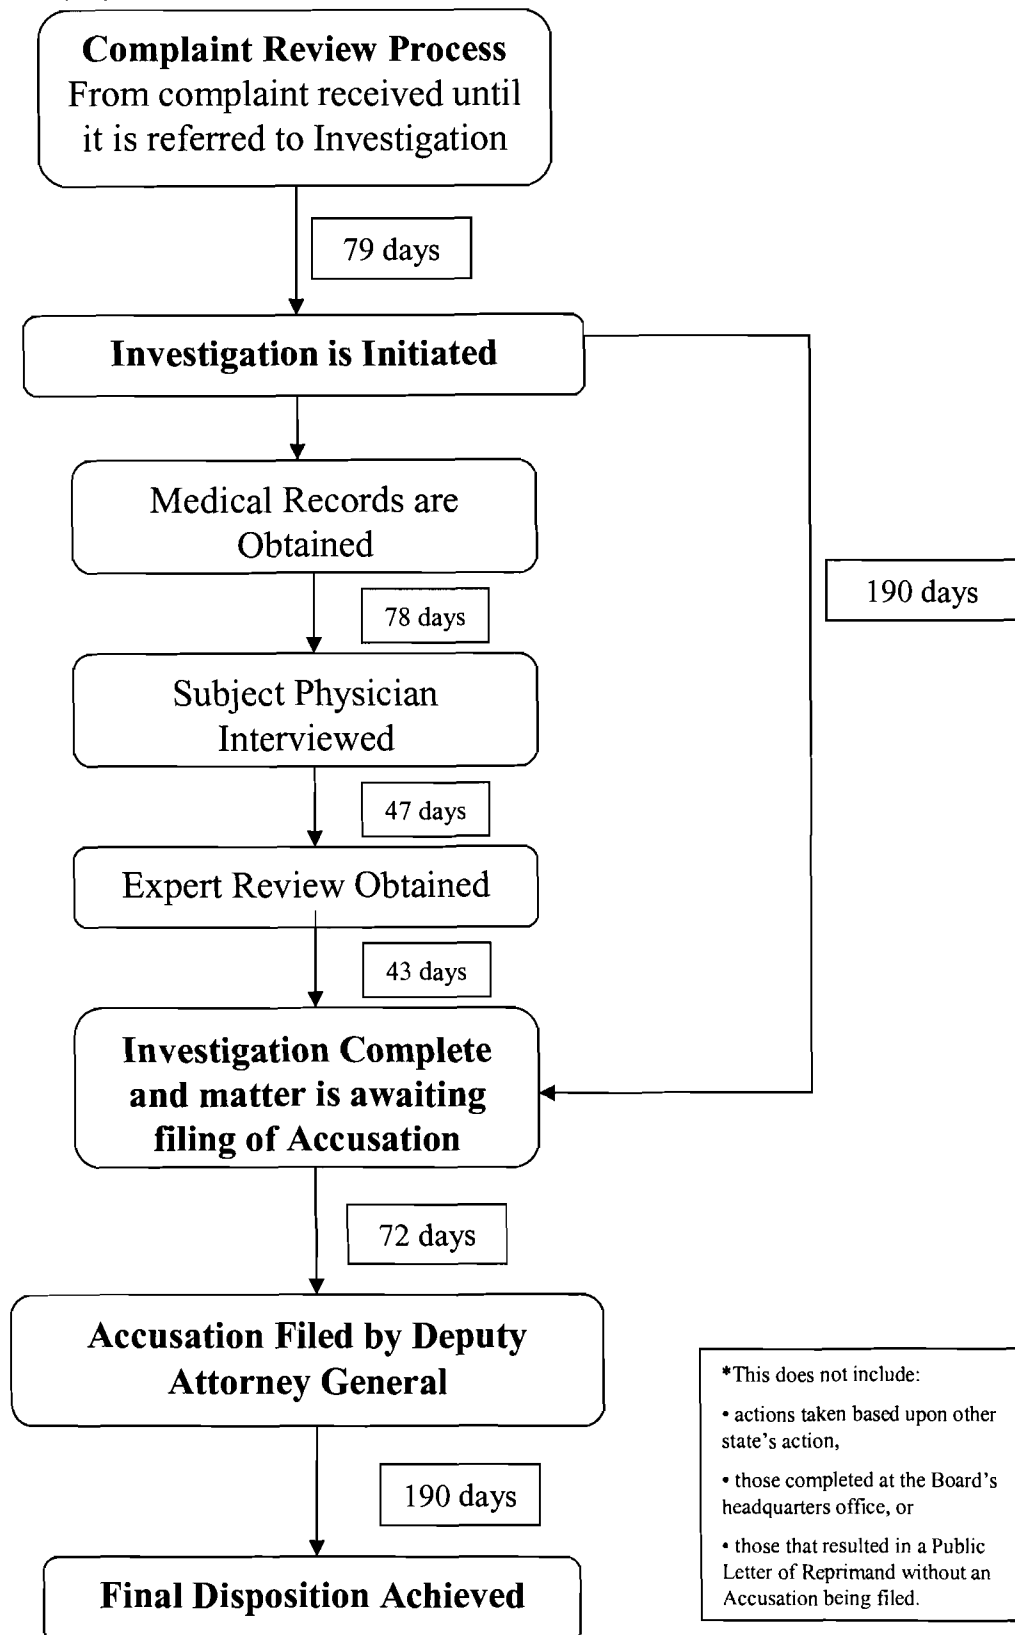 Complaint Review Process
From complaint received until
it is referred to Investigation
79 days
Investigation is Initiated
Medical Records are
Obtained
190 days
78 days
Subject Physician
Interviewed
47 days
Expert Review Obtained
43 days
Investigation Complete
and matter is awaiting
filing of Accusation
72 days
Accusation Filed by Deputy
Attorney General
190 days
Final Disposition Achieved
*This does not include:
• actions taken based upon other
state's action,
• those completed at the Board's
headquarters office, or
• those that resulted in a Public
Letter of Reprimand without an
Accusation being filed.